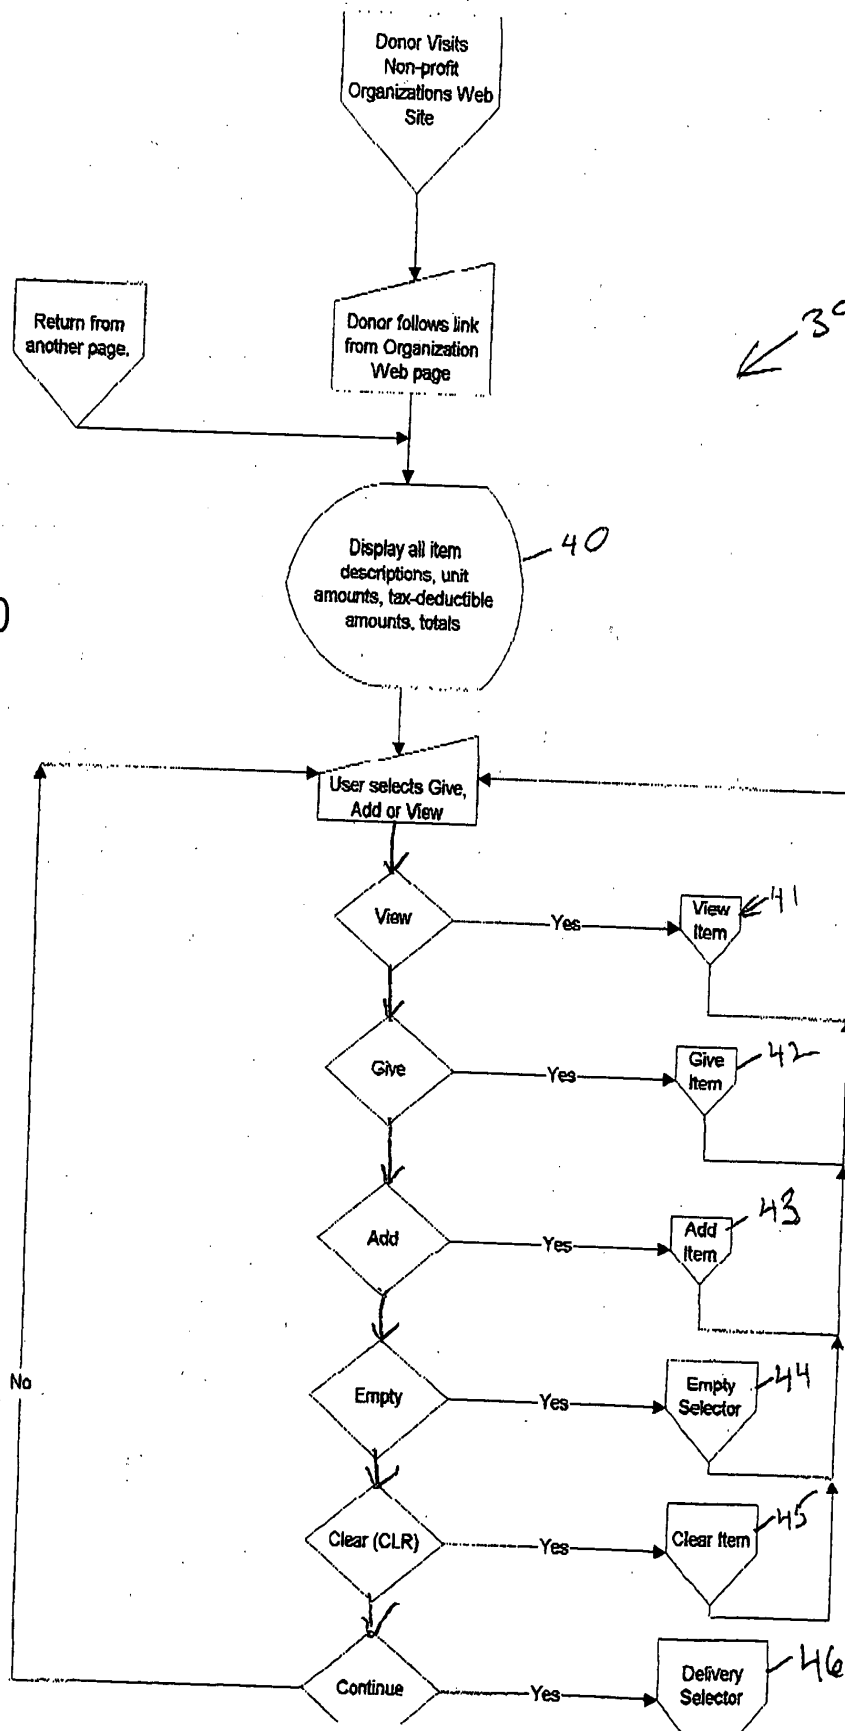 Donor Visits
Non-profit
Organizations Web
Site
Donor follows link
from Organization
Web page
Return from
another page.
Display all item
descriptions, unit
amounts, tax-deductible
amounts, totals
40
User selects Give,
Add or View
View
Yes
View
Item
41
Give
Yes
Give
Item
42
Add
Yes
Add
Item
43
Empty
Yes
Empty
Selector
44
No
Clear (CLR)
Yes
Clear Item
45
Continue
Yes
Delivery
Selector
46